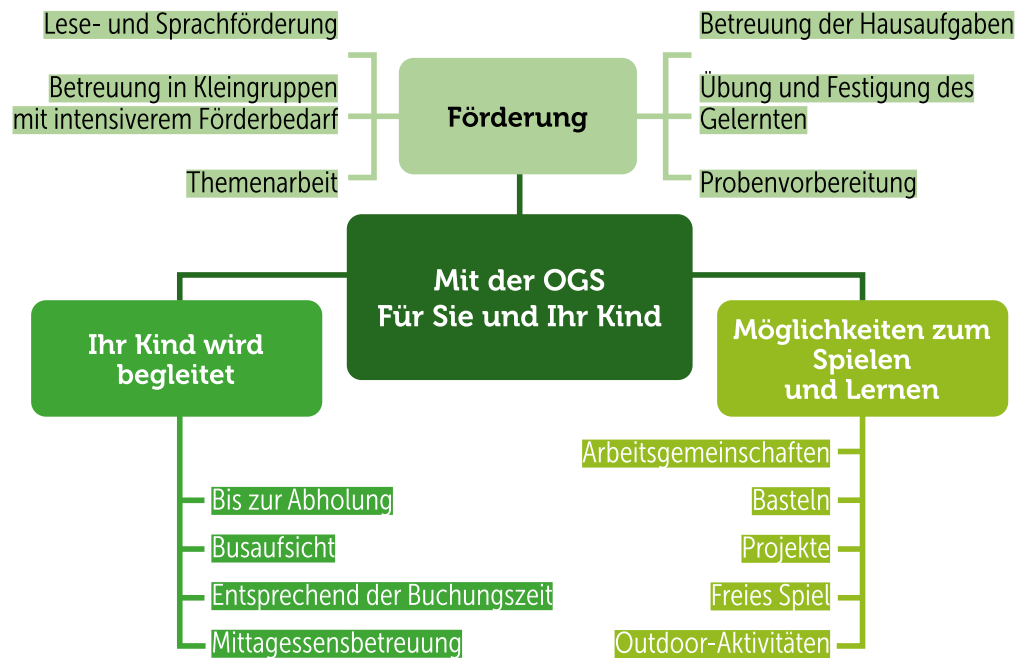 Lese- und Sprachförderung
Betreuung in Kleingruppen
mit intensiverem Förderbedarf
Themenarbeit
Förderung
Betreuung der Hausaufgaben
Übung und Festigung des
Gelernten
Probenvorbereitung
Mit der OGS
Für Sie und Ihr Kind
Ihr Kind wird
begleitet
Bis zur Abholung
Busaufsicht
Entsprechend der Buchungszeit
Mittagessensbetreuung
Möglichkeiten zum
Spielen
und Lernen
Arbeitsgemeinschaften
Basteln
Projekte
Freies Spiel
Outdoor-Aktivitäten